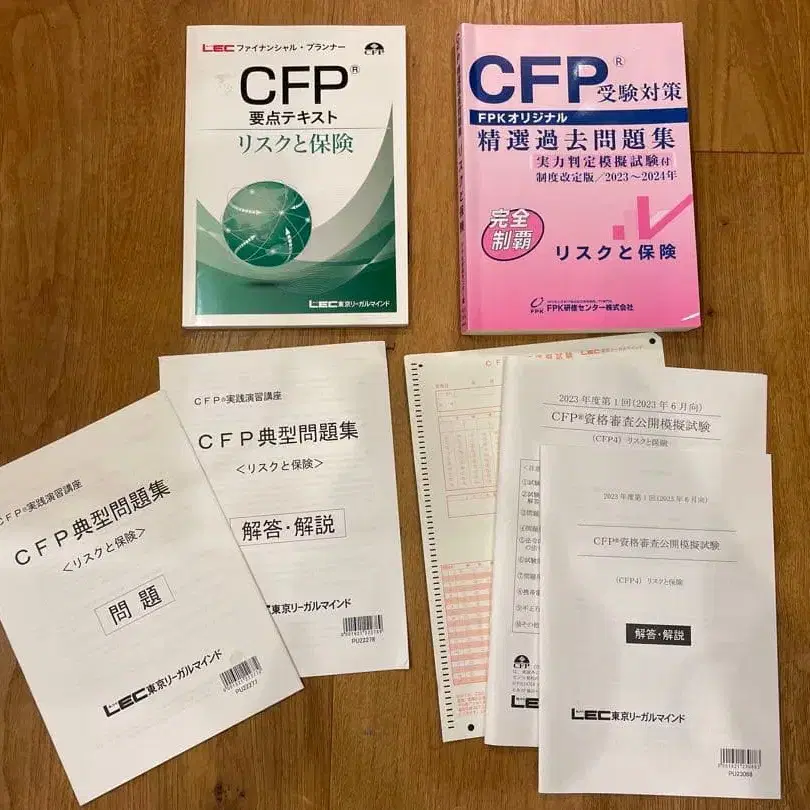 LEC ファイナンシャル・プランナー
CFP
CFP®
要点テキスト
リスクと保険
LEC東京リーガルマインド
CFP® 受験対策
FPKオリジナル
精選過去問題集
実力判定模擬試験付
制度改定版/2023~2024年
完全
制覇
リスクと保険
FPK
FPK研修センター株式会社
CFP®実践演習講座
CFP典型問題集
<リスクと保険>
問題
LEC東京リーガルマインド
PU22277
CFP®実践演習講座
CFP典型問題集
<リスクと保険>
解答・解説
東京リーガルマインド
PU22278
LEC
2023年度第1回(2023年6月向)
CFP®資格審査公開模擬試験
(CFP4) リスクと保険
CFP
LEC
2023年度第1回(2023年6月向)
CFP®資格審査公開模擬試験
(CFP4) リスクと保険
解答・解説
LEC東京リーガルマインド
PU23068